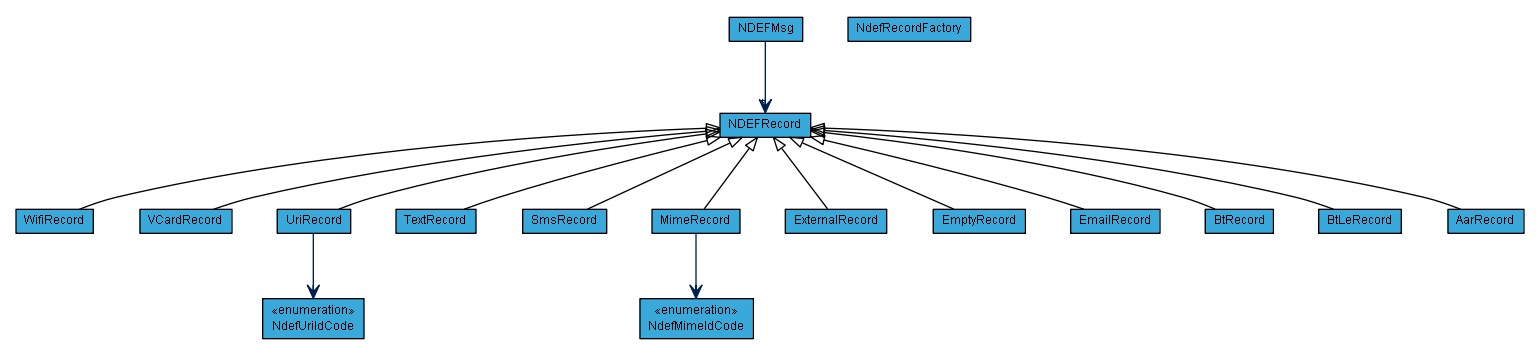 NDEFMsg
NdefRecordFactory
NDEFRecord
WifiRecord
VCardRecord
UriRecord
TextRecord
SmsRecord
MimeRecord
ExternalRecord
EmptyRecord
EmailRecord
BtRecord
BtLeRecord
AarRecord
«enumeration»
NdefUriIdCode
«enumeration»
NdefMimeIdCode